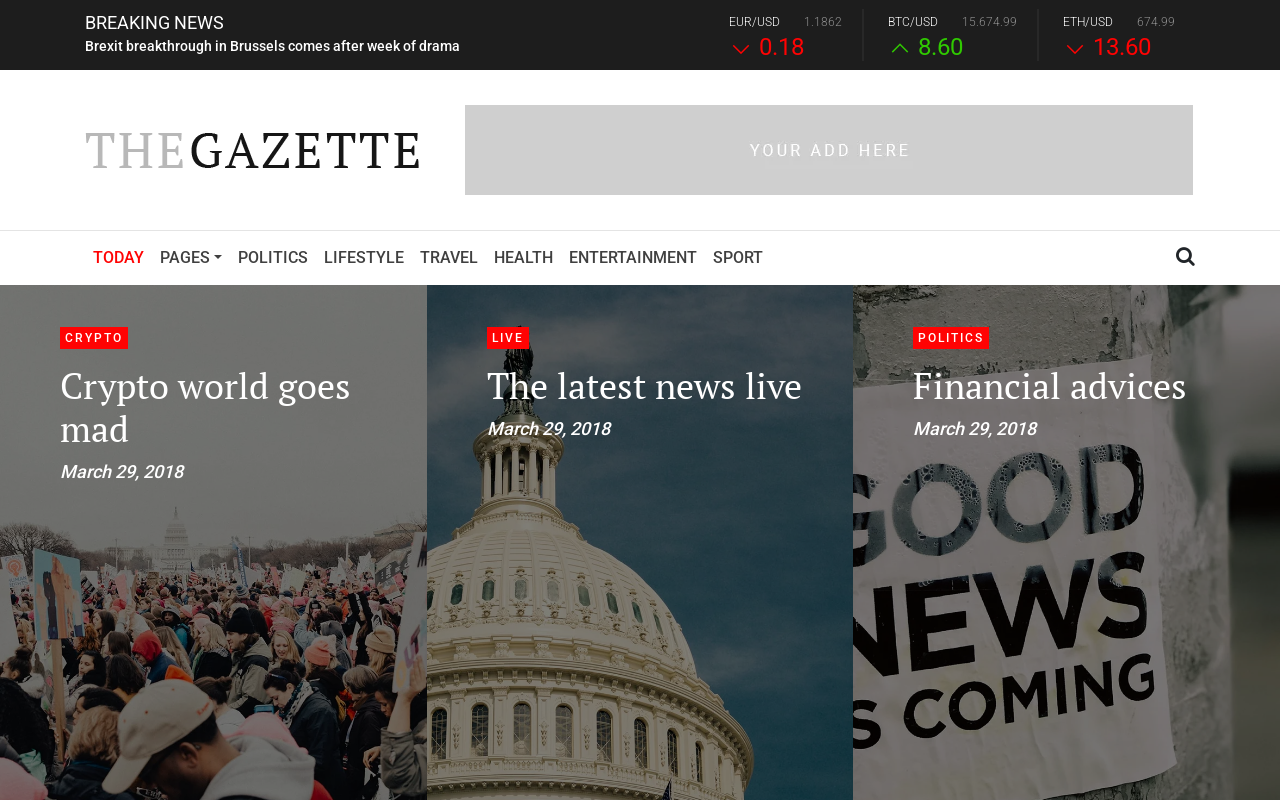 BREAKING NEWS
Brexit breakthrough in Brussels comes after week of drama
EUR/USD 1.1862
0.18
BTC/USD 15.674.99
8.60
ETH/USD 674.99
13.60
THEGAZETTE
YOUR ADD HERE
TODAY PAGES POLITICS LIFESTYLE TRAVEL HEALTH ENTERTAINMENT SPORT
CRYPTO
Crypto world goes
mad
March 29, 2018
LIVE
The latest news live
March 29, 2018
POLITICS
Financial advices
March 29, 2018
GOOD
NEWS
S COMING